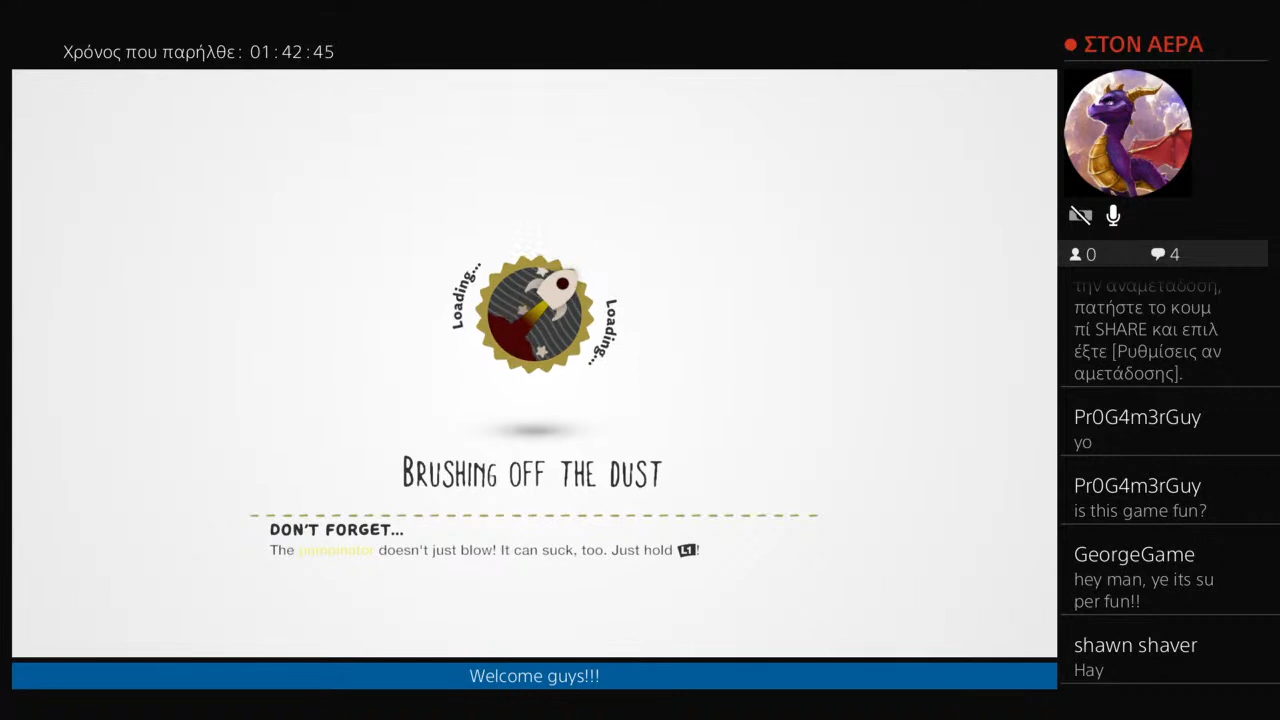 Χρόνος που παρήλθε: 01:42:45
ΣΤΟΝ ΑΕΡΑ
Loading...
Loading...
BRUSHING OFF THE DUST
DON'T FORGET...
The pumpinator doesn't just blow! It can suck, too. Just hold L1!
Welcome guys!!!
0 4
την αναμετάδοση,
πατήστε το κουμ
πί SHARE και επιλ
έξτε [Ρυθμίσεις αν
αμετάδοσης].
Pr0G4m3rGuy
yo
Pr0G4m3rGuy
is this game fun?
GeorgeGame
hey man, ye its su
per fun!!
shawn shaver
Hay